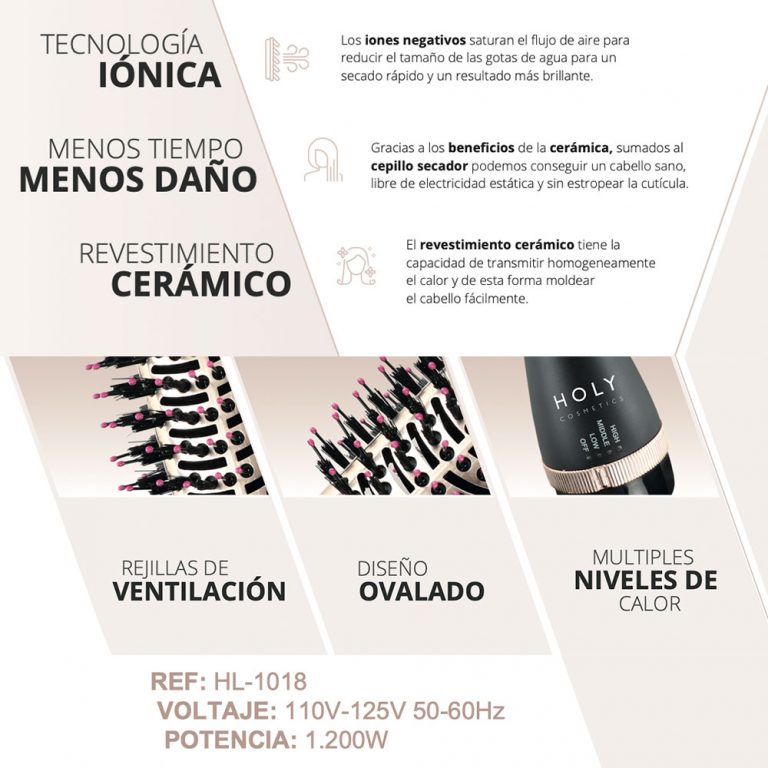 TECNOLOGÍA
IÓNICA
Los iones negativos saturan el flujo de aire para
reducir el tamaño de las gotas de agua para un
secado rápido y un resultado más brillante.
MENOS TIEMPO
MENOS DAÑO
Gracias a los beneficios de la cerámica, sumados al
cepillo secador podemos conseguir un cabello sano,
libre de electricidad estática y sin estropear la cutícula.
REVESTIMIENTO
CERÁMICO
El revestimiento cerámico tiene la
capacidad de transmitir homogeneamente
el calor y de esta forma moldear
el cabello fácilmente.
HOLY
COSMETICS
HIGH
MIDDLE
LOW
OFF
REJILLAS DE
VENTILACIÓN
DISEÑO
OVALADO
MULTIPLES
NIVELES DE
CALOR
REF: HL-1018
VOLTAJE: 110V-125V 50-60Hz
POTENCIA: 1.200W